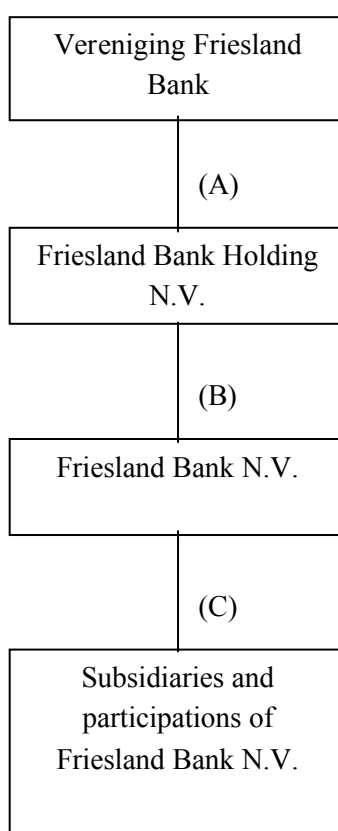 Vereniging Friesland
Bank
(A)
Friesland Bank Holding
N.V.
(B)
Friesland Bank N.V.
(C)
Subsidiaries and
participations of
Friesland Bank N.V.